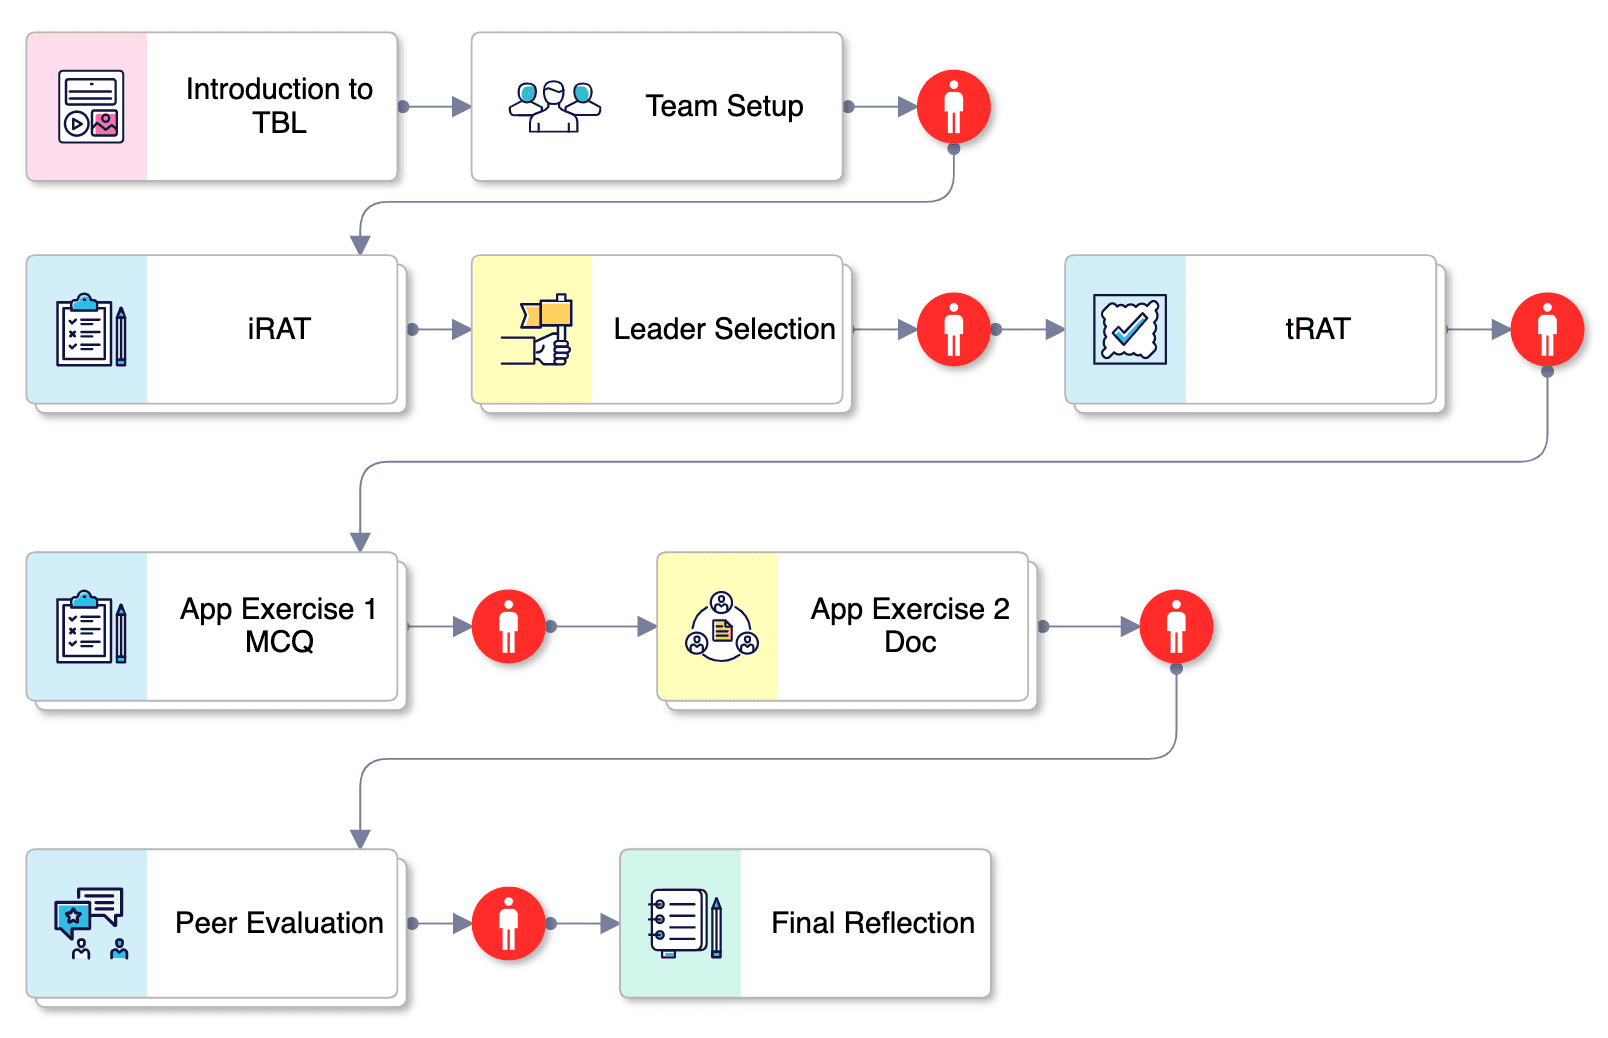 Introduction to
TBL
Team Setup
iRAT
Leader Selection
tRAT
App Exercise 1
MCQ
App Exercise 2
Doc
Peer Evaluation
Final Reflection